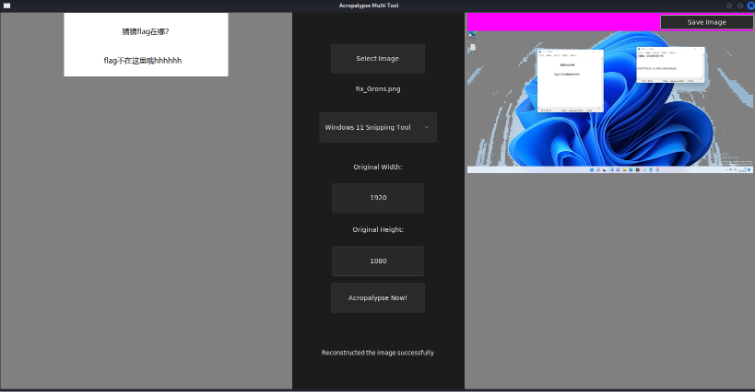 Acropalypse Multi Tool
猜猜flag在哪?
flag不在这里哦hhhhhh
Select Image
fix_Grons.png
Windows 11 Snipping Tool
Original Width:
1920
Original Height:
1080
Acropalypse Now!
Reconstructed the image successfully
Save Image